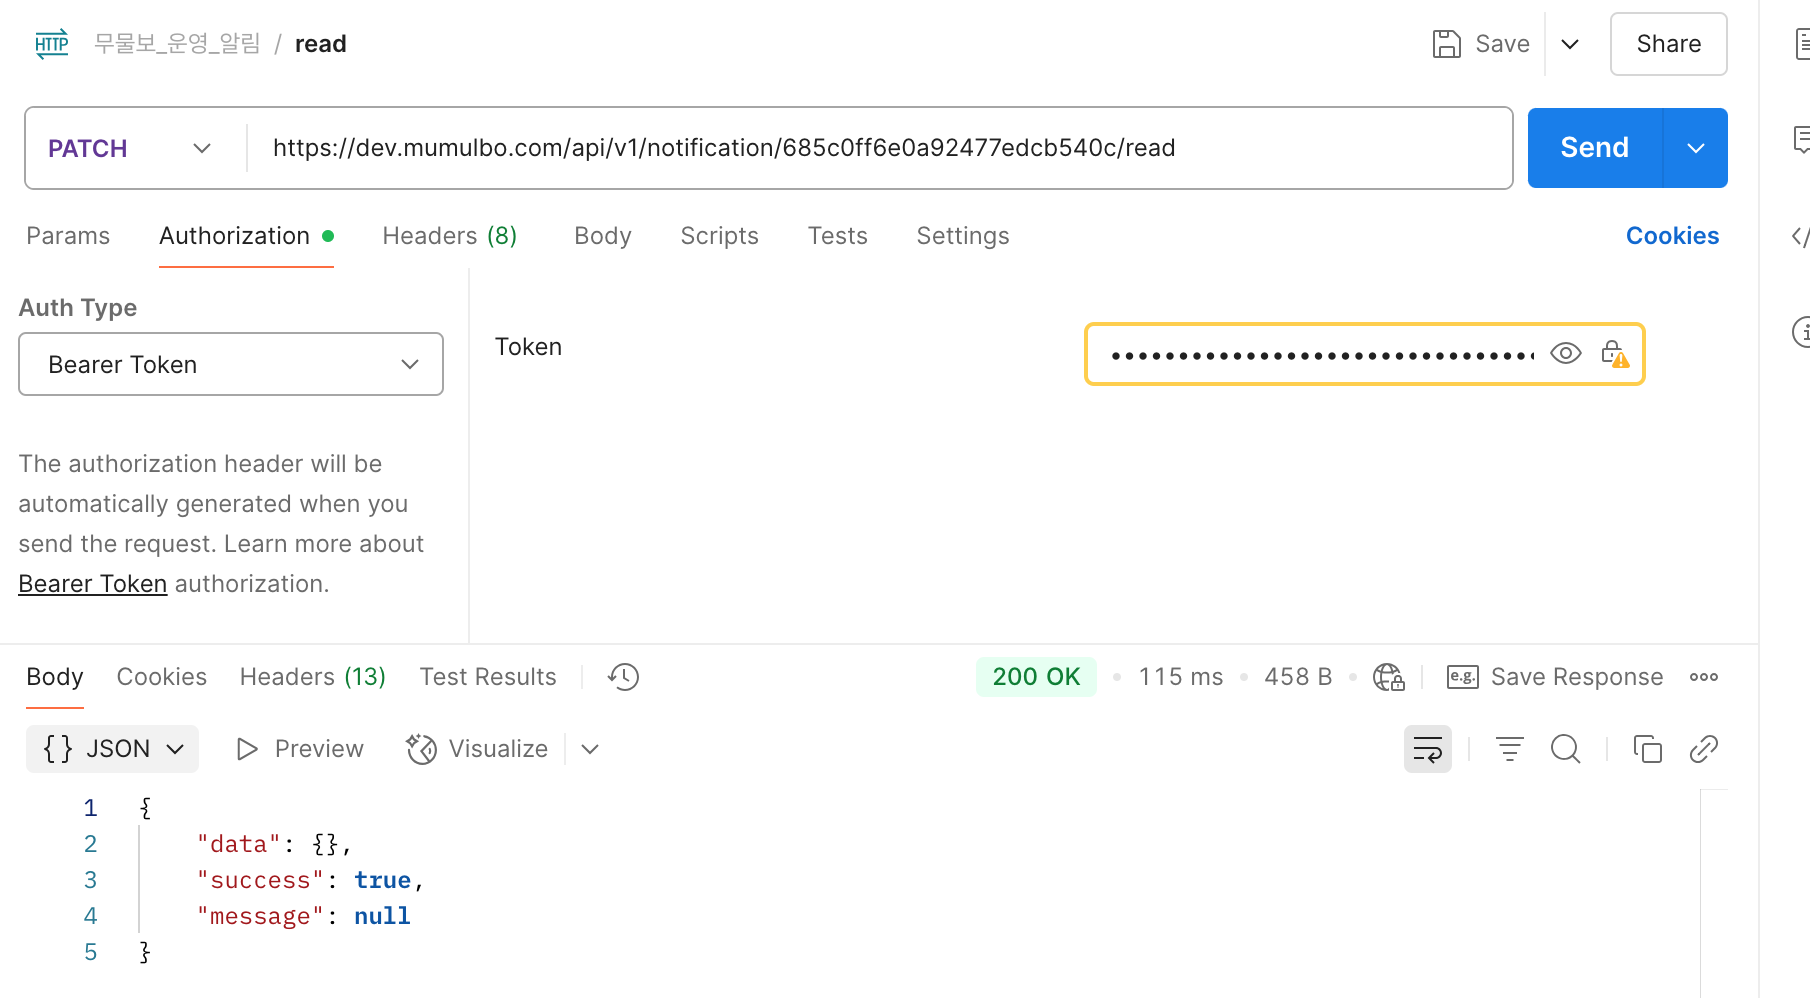 HTTP 무물보_운영_알림 / read Save Share
PATCH https://dev.mumulbo.com/api/v1/notification/685c0ff6e0a92477edcb540c/read Send
Params Authorization Headers (8) Body Scripts Tests Settings Cookies
Auth Type
Bearer Token
Token
The authorization header will be
automatically generated when you
send the request. Learn more about
Bearer Token authorization.
Body Cookies Headers (13) Test Results 200 OK • 115 ms • 458 B • e.g. Save Response
{} JSON Preview Visualize
1 {
2 "data": {},
3 "success": true,
4 "message": null
5 }